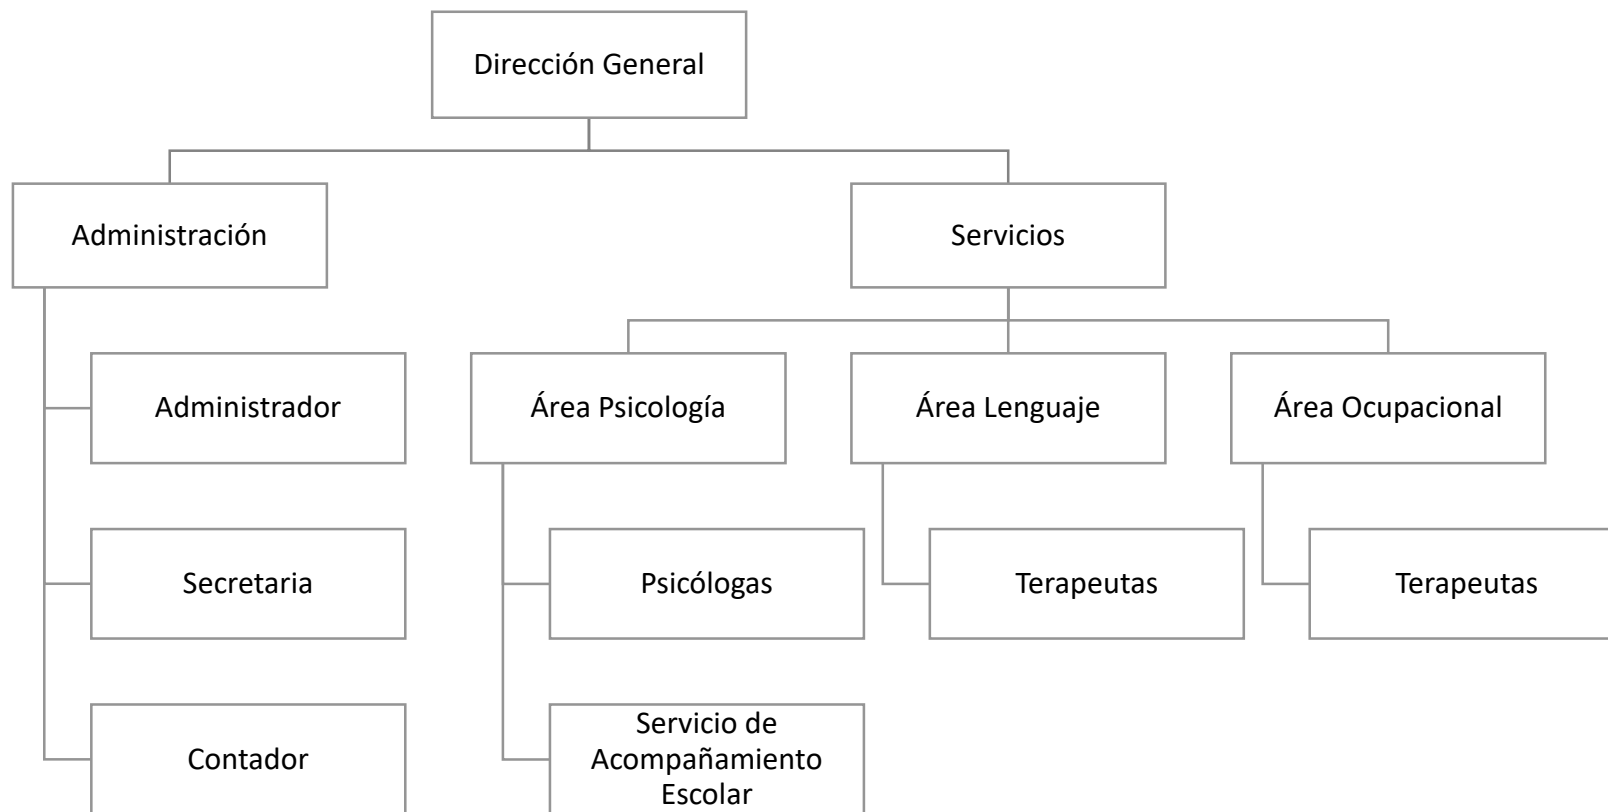 Dirección General
Administración
Servicios
Administrador
Área Psicología
Área Lenguaje
Área Ocupacional
Secretaria
Psicólogas
Terapeutas
Terapeutas
Contador
Servicio de
Acompañamiento
Escolar